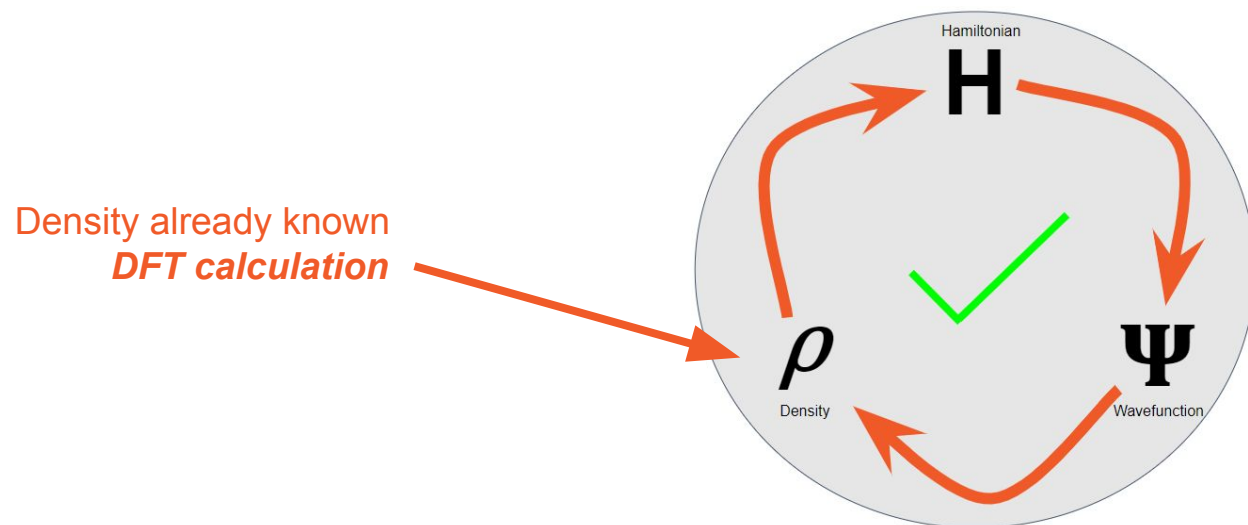 Hamiltonian
H
Density already known
DFT calculation
ρ
Ψ
Density
Wavefunction